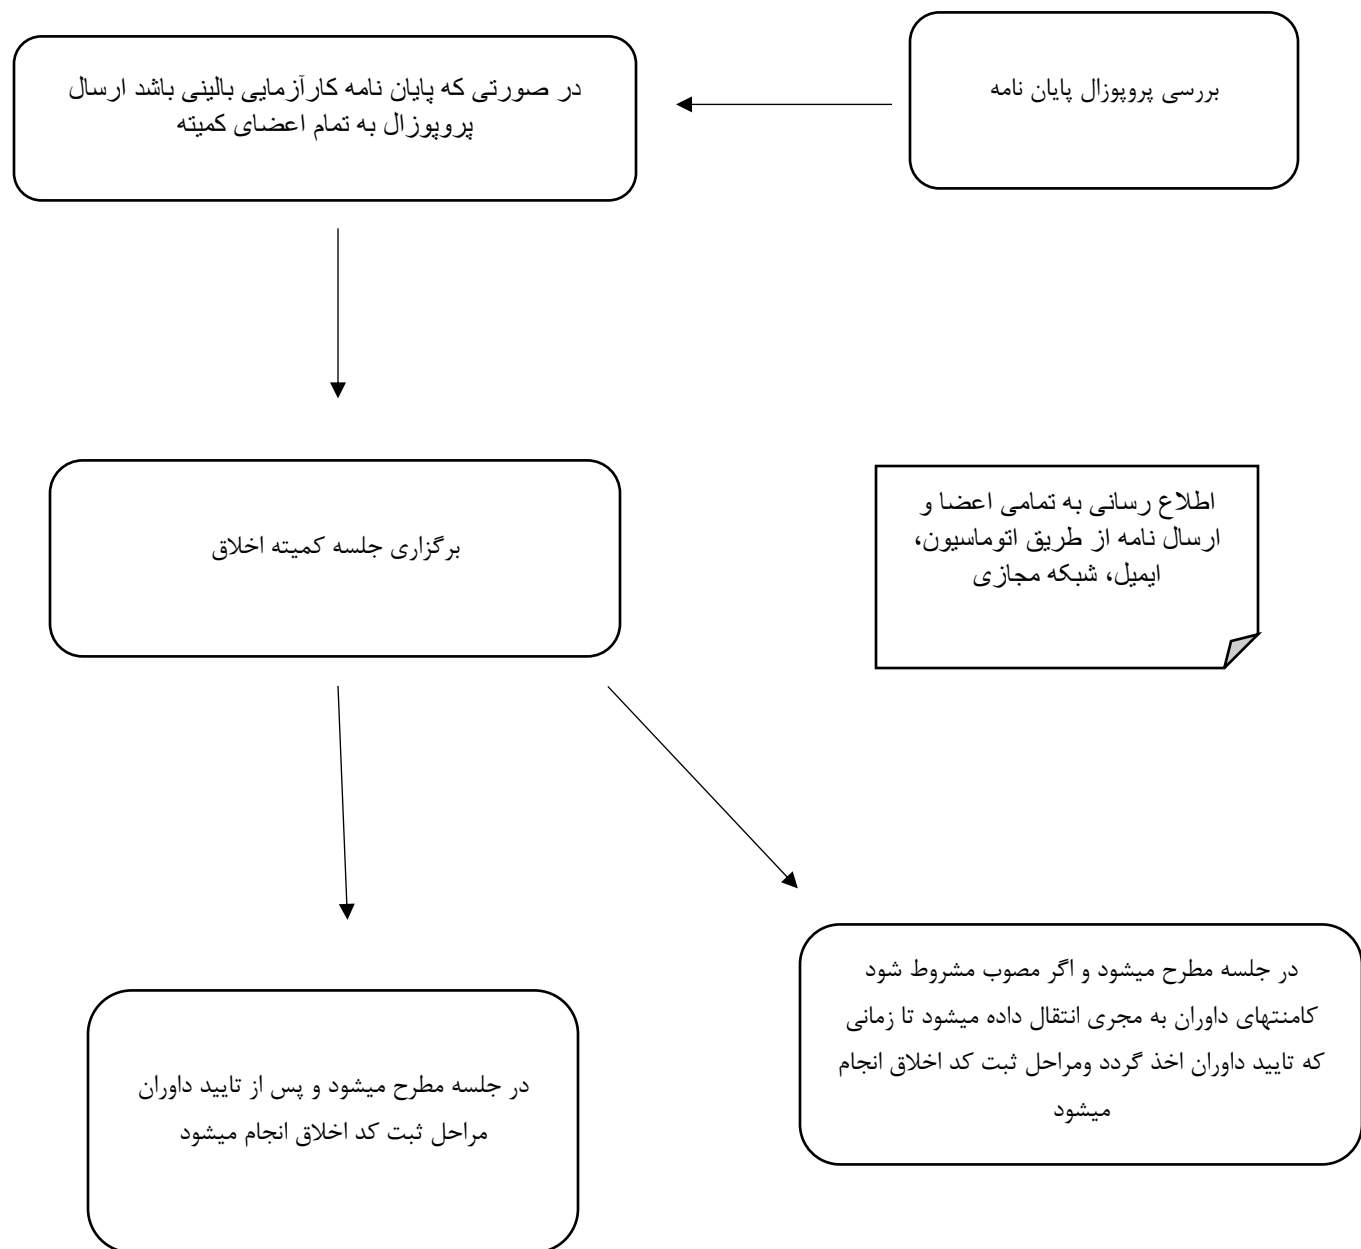 بررسی پروپوزال پایان نامه
در صورتی که پایان نامه کارآزمایی بالینی باشد ارسال
پروپوزال به تمام اعضای کمیته
برگزاری جلسه کمیته اخلاق
اطلاع رسانی به تمامی اعضا و
ارسال نامه از طریق اتوماسیون،
ایمیل، شبکه مجازی
در جلسه مطرح میشود و اگر مصوب مشروط شود
کامنتهای داوران به مجری انتقال داده میشود تا زمانی
که تایید داوران اخذ گردد ومراحل ثبت کد اخلاق انجام
میشود
در جلسه مطرح میشود و پس از تایید داوران
مراحل ثبت کد اخلاق انجام میشود